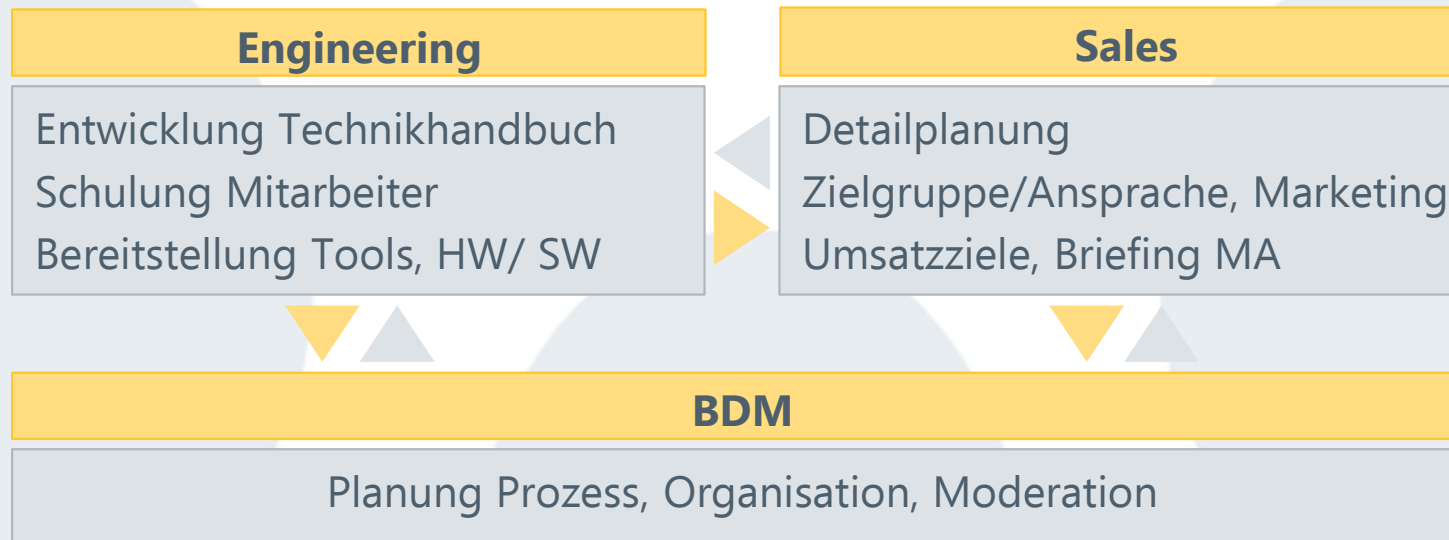 Engineering
Entwicklung Technikhandbuch
Schulung Mitarbeiter
Bereitstellung Tools, HW/ SW
Sales
Detailplanung
Zielgruppe/Ansprache, Marketing
Umsatzziele, Briefing MA
BDM
Planung Prozess, Organisation, Moderation